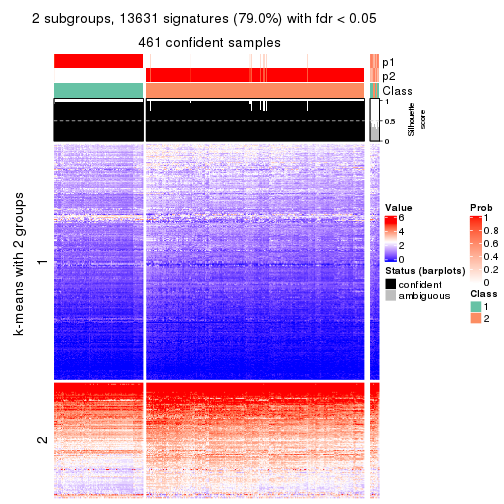 2 subgroups, 13631 signatures (79.0%) with fdr < 0.05
461 confident samples
p1
p2
Class
1
0.5
0
Silhouette
score
k-means with 2 groups
1
2
Value
6
4
2
0
Status (barplots)
confident
ambiguous
Prob
1
0.8
0.6
0.4
0.2
0
Class
1
2